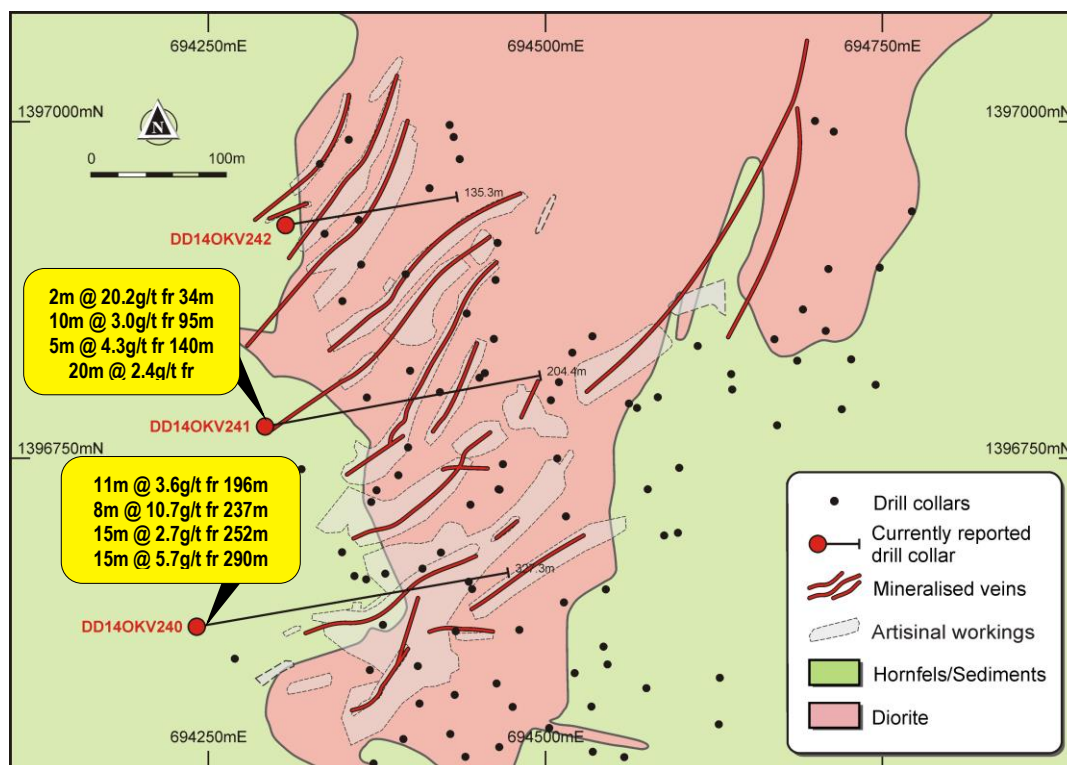 694250mE
694500mE
694750mE
1397000mN
1397000mN
N
0
100m
135.3m
DD14OKV242
2m @ 20.2g/t fr 34m
10m @ 3.0g/t fr 95m
5m @ 4.3g/t fr 140m
20m @ 2.4g/t fr
204.4m
DD14OKV241
1396750mN
1396750mN
11m @ 3.6g/t fr 196m
8m @ 10.7g/t fr 237m
15m @ 2.7g/t fr 252m
15m @ 5.7g/t fr 290m
327.3m
DD14OKV240
Drill collars
Currently reported
drill collar
Mineralised veins
Artisinal workings
Hornfels/Sediments
Diorite
694250mE
694500mE
694750mE